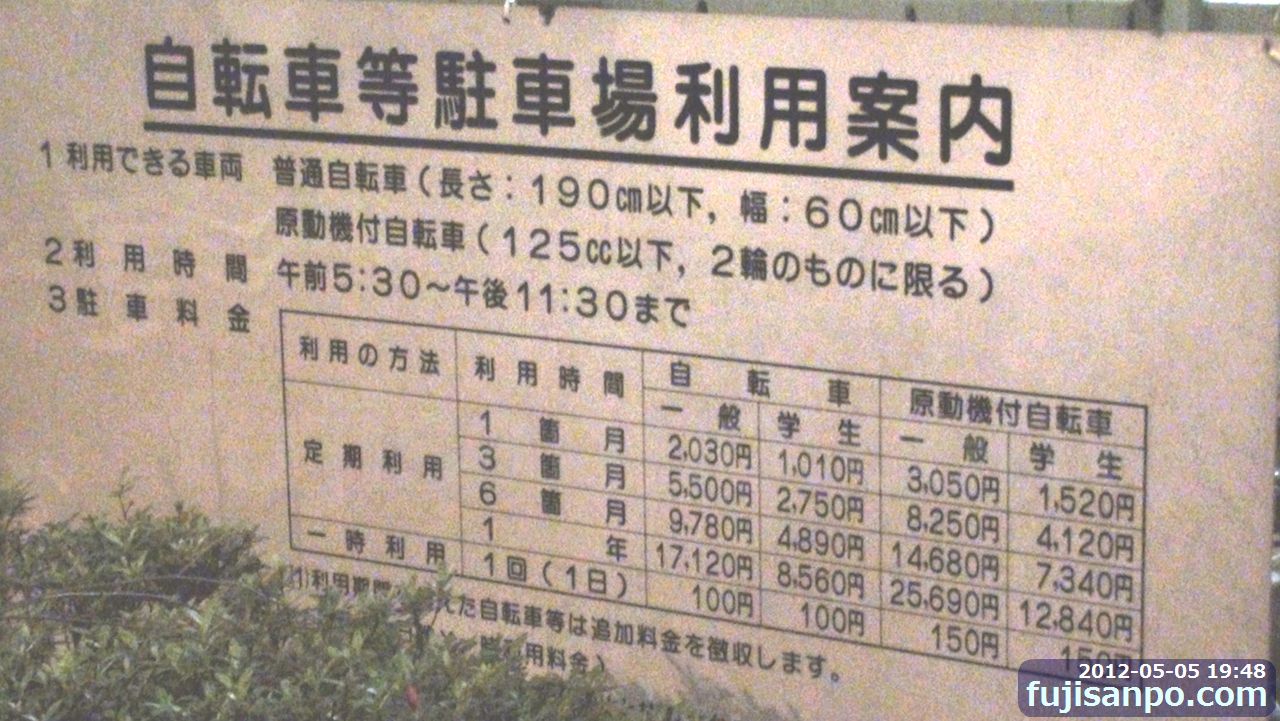 自転車等駐車場利用案内
1 利用できる車両 普通自転車(長さ:190㎝以下,幅:60㎝以下)
原動機付自転車(125㏄以下,2輪のものに限る)
2 利用時間 午前5:30~午後11:30まで
3 駐車料金
利用の方法 利用時間 自転車 原動機付自転車
一般 学生 一般 学生
定期利用
1箇月 2,030円 1,010円 3,050円 1,520円
3箇月 5,500円 2,750円 8,250円 4,120円
6箇月 9,780円 4,890円 14,680円 7,340円
1年 17,120円 8,560円 25,690円 12,840円
一時利用 1回(1日) 100円 100円 150円 150円
(1)利用期間 えた自転車等は追加料金を徴収します。
利用料金)
2012-05-05 19:48
fujisanpo.com